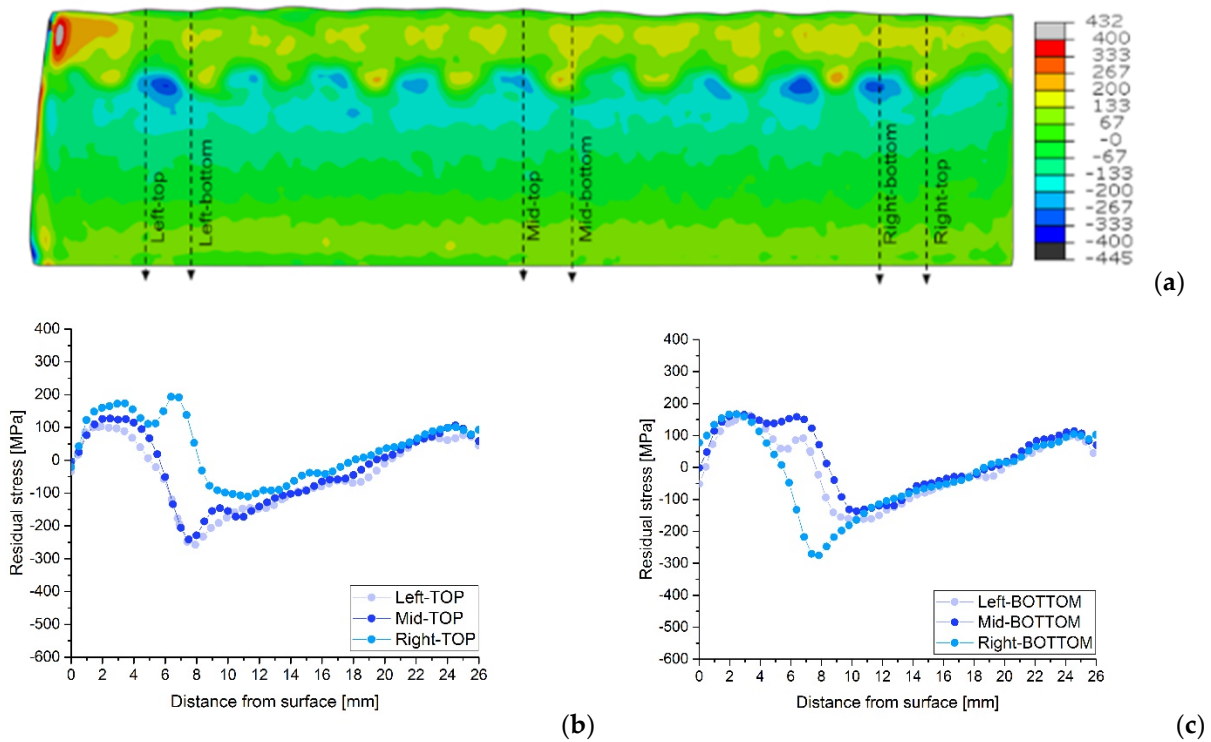 432
400
333
267
200
133
67
-0
-67
-133
-200
-267
-333
-400
-445
Left-top
Left-bottom
Mid-top
Mid-bottom
Right-bottom
Right-top
(a)
400
300
200
100
0
-100
-200
-300
-400
-500
-600
Residual stress [MPa]
Left-TOP
Mid-TOP
Right-TOP
0 2 4 6 8 10 12 14 16 18 20 22 24 26
Distance from surface [mm]
(b)
400
300
200
100
0
-100
-200
-300
-400
-500
-600
Residual stress [MPa]
Left-BOTTOM
Mid-BOTTOM
Right-BOTTOM
0 2 4 6 8 10 12 14 16 18 20 22 24 26
Distance from surface [mm]
(c)